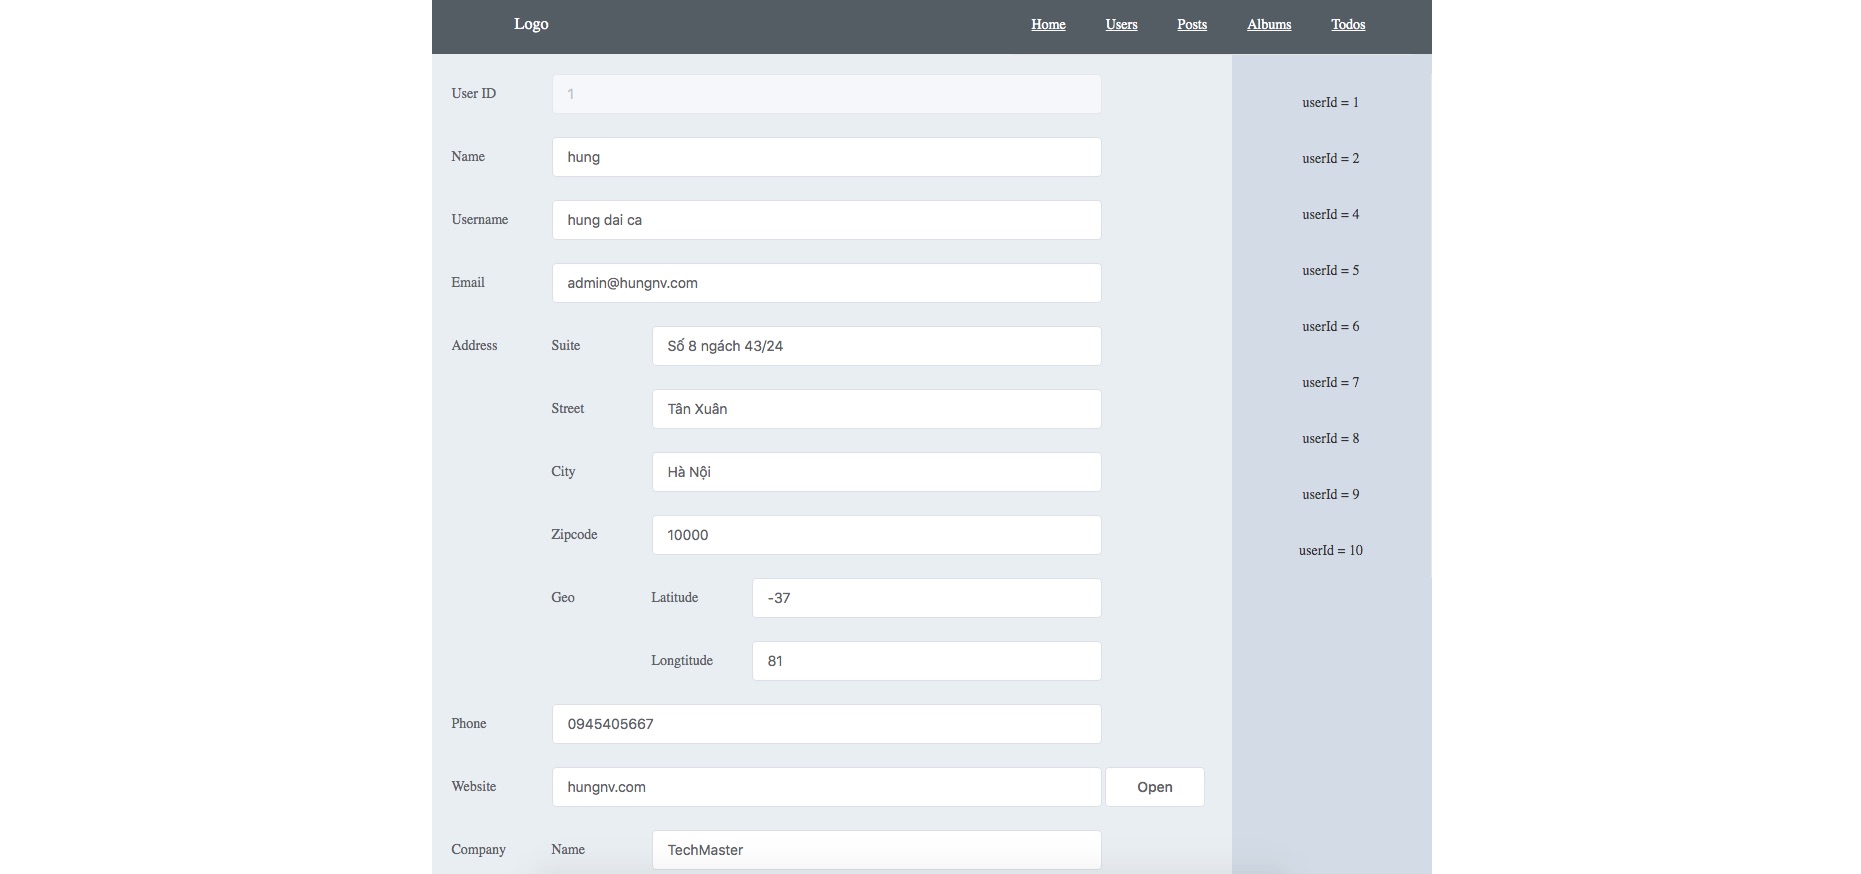 Logo Home Users Posts Albums Todos
User ID 1
Name hung
Username hung dai ca
Email admin@hungnv.com
Address Suite Số 8 ngách 43/24
Street Tân Xuân
City Hà Nội
Zipcode 10000
Geo Latitude -37
Longtitude 81
Phone 0945405667
Website hungnv.com Open
Company Name TechMaster
userId = 1
userId = 2
userId = 4
userId = 5
userId = 6
userId = 7
userId = 8
userId = 9
userId = 10